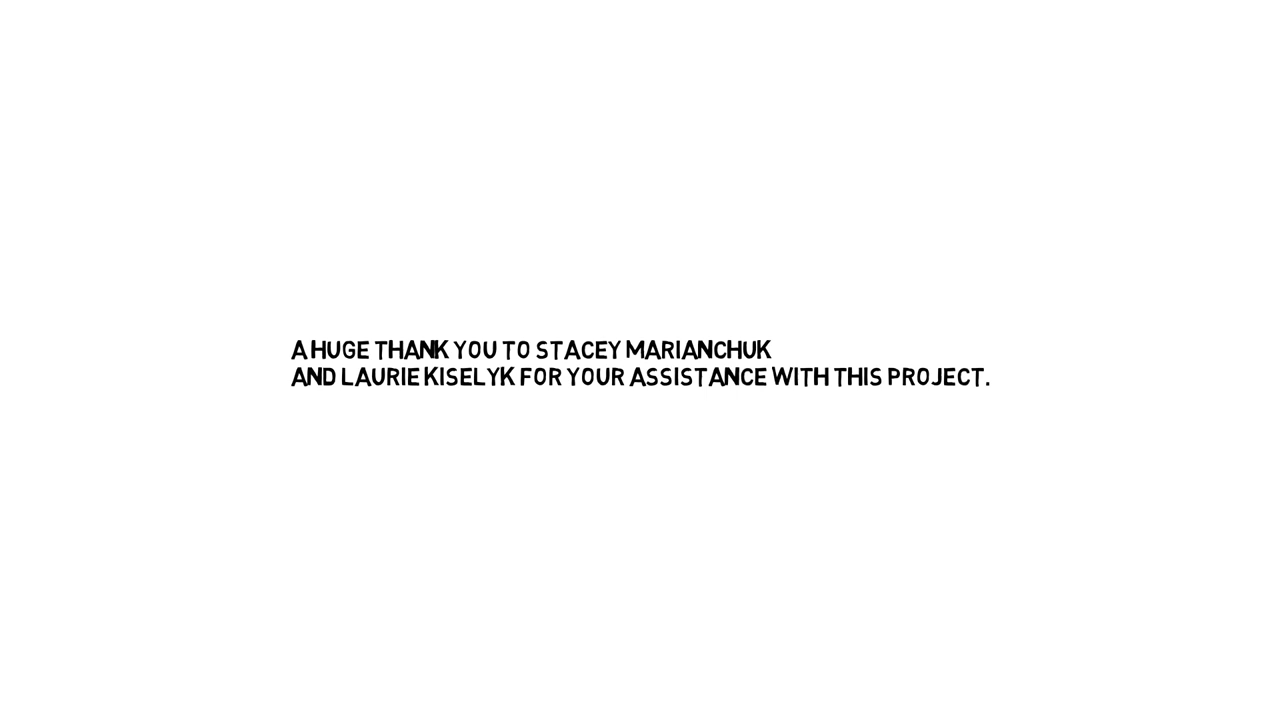 A HUGE THANK YOU TO STACEY MARIANCHUK
AND LAURIE KISELYK FOR YOUR ASSISTANCE WITH THIS PROJECT.